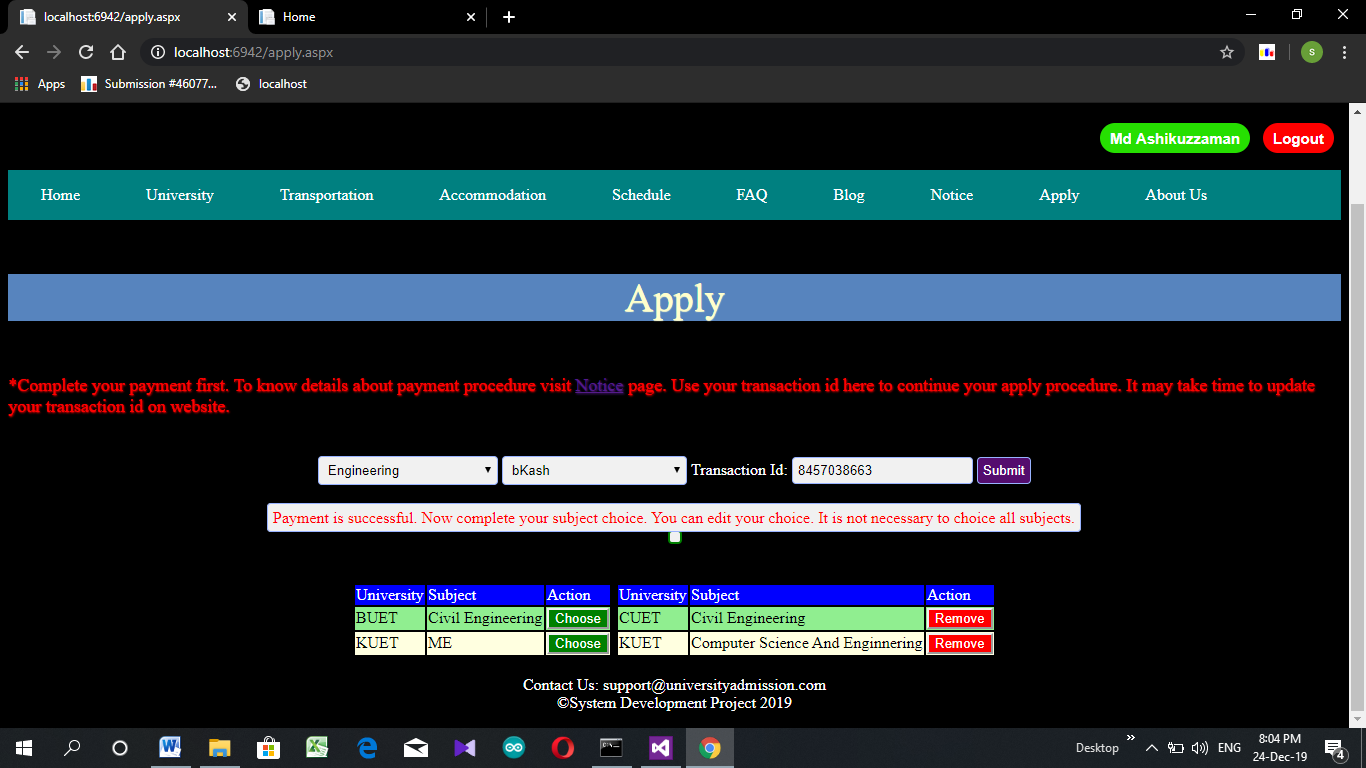 localhost:6942/apply.aspx
Home
localhost:6942/apply.aspx
S
Apps
Submission #46077...
localhost
Md Ashikuzzaman
Logout
Home University Transportation Accommodation Schedule FAQ Blog Notice Apply About Us
Apply
*Complete your payment first. To know details about payment procedure visit Notice page. Use your transaction id here to continue your apply procedure. It may take time to update
your transaction id on website.
Engineering bKash Transaction Id: 8457038663 Submit
Payment is successful. Now complete your subject choice. You can edit your choice. It is not necessary to choice all subjects.
University Subject Action University Subject Action
BUET Civil Engineering Choose CUET Civil Engineering Remove
KUET ME Choose KUET Computer Science And Enginnering Remove
Contact Us: support@universityadmission.com
©System Development Project 2019
Desktop
ENG
8:04 PM
24-Dec-19
4